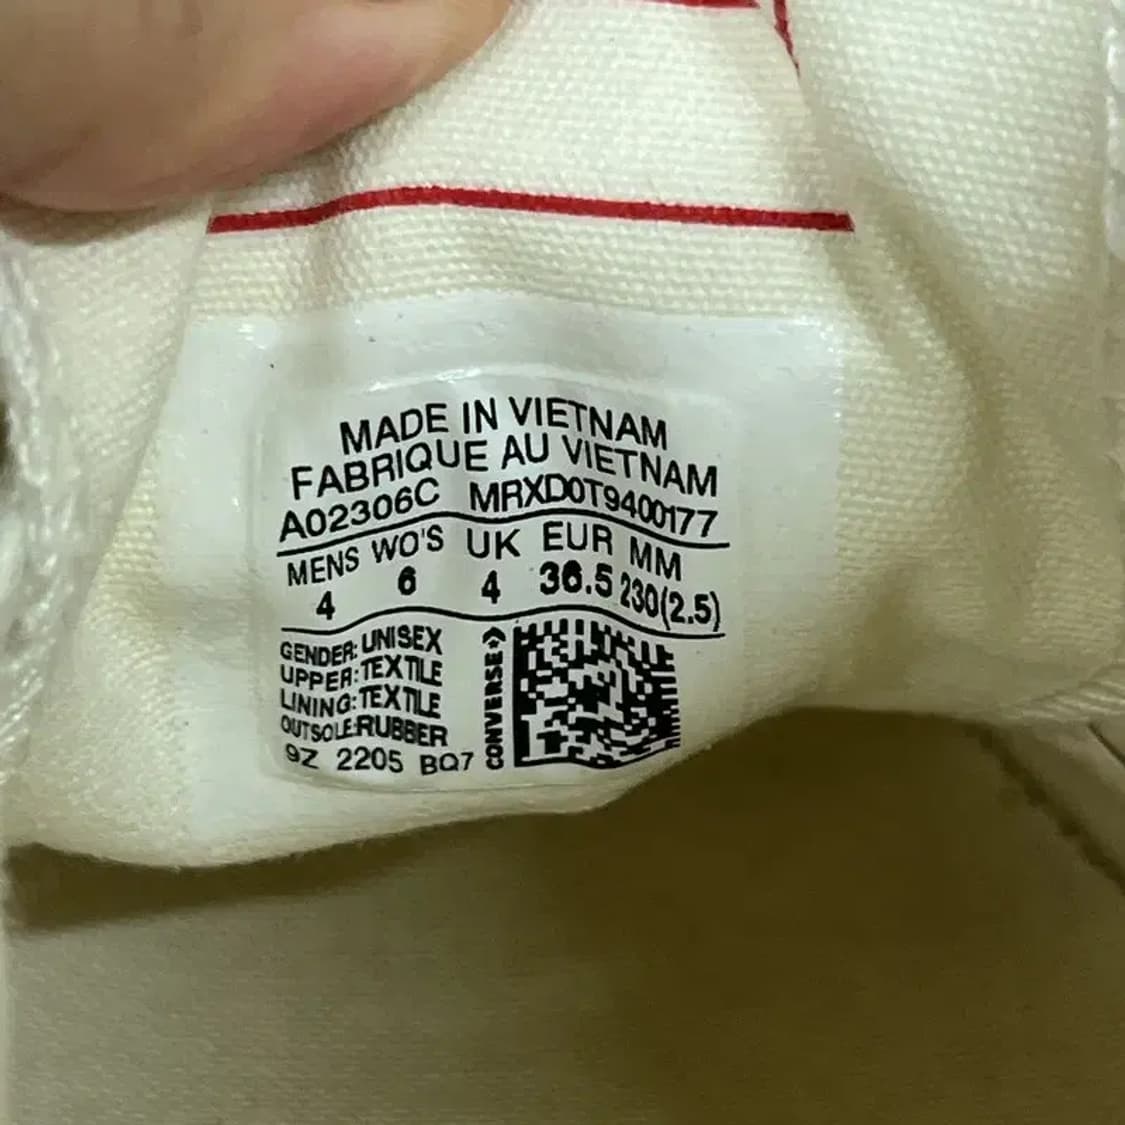 MADE IN VIETNAM
FABRIQUE AU VIETNAM
A02306C MRXD0T9400177
MENS WO'S UK EUR MM
4 6 4 36.5 230(2.5)
GENDER: UNISEX
UPPER: TEXTILE
LINING: TEXTILE
OUTSOLE: RUBBER
9Z 2205 BQ7
CONVERSE